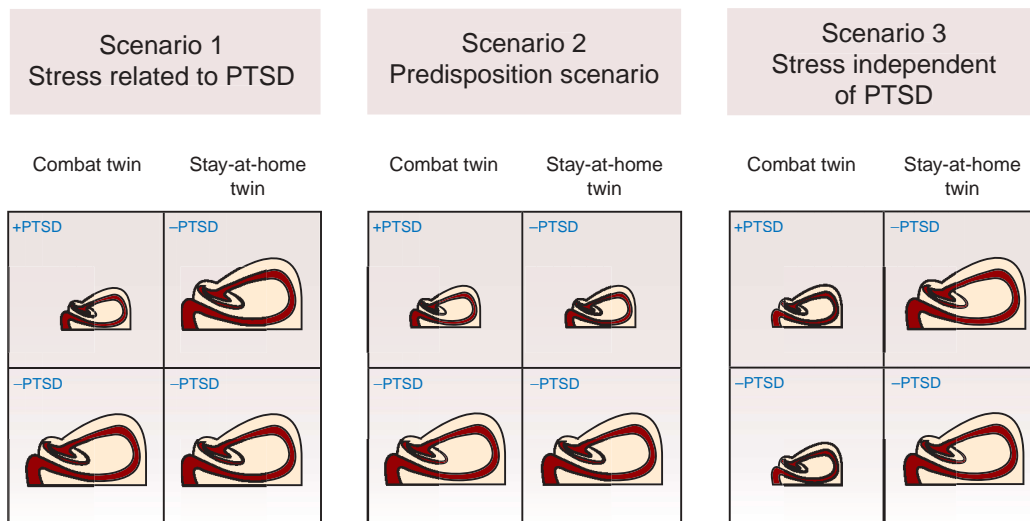 Scenario 1
Stress related to PTSD
Scenario 2
Predisposition scenario
Scenario 3
Stress independent
of PTSD
Combat twin
Stay-at-home
twin
Combat twin
Stay-at-home
twin
Combat twin
Stay-at-home
twin
+PTSD
–PTSD
+PTSD
–PTSD
+PTSD
–PTSD
–PTSD
–PTSD
–PTSD
–PTSD
–PTSD
–PTSD